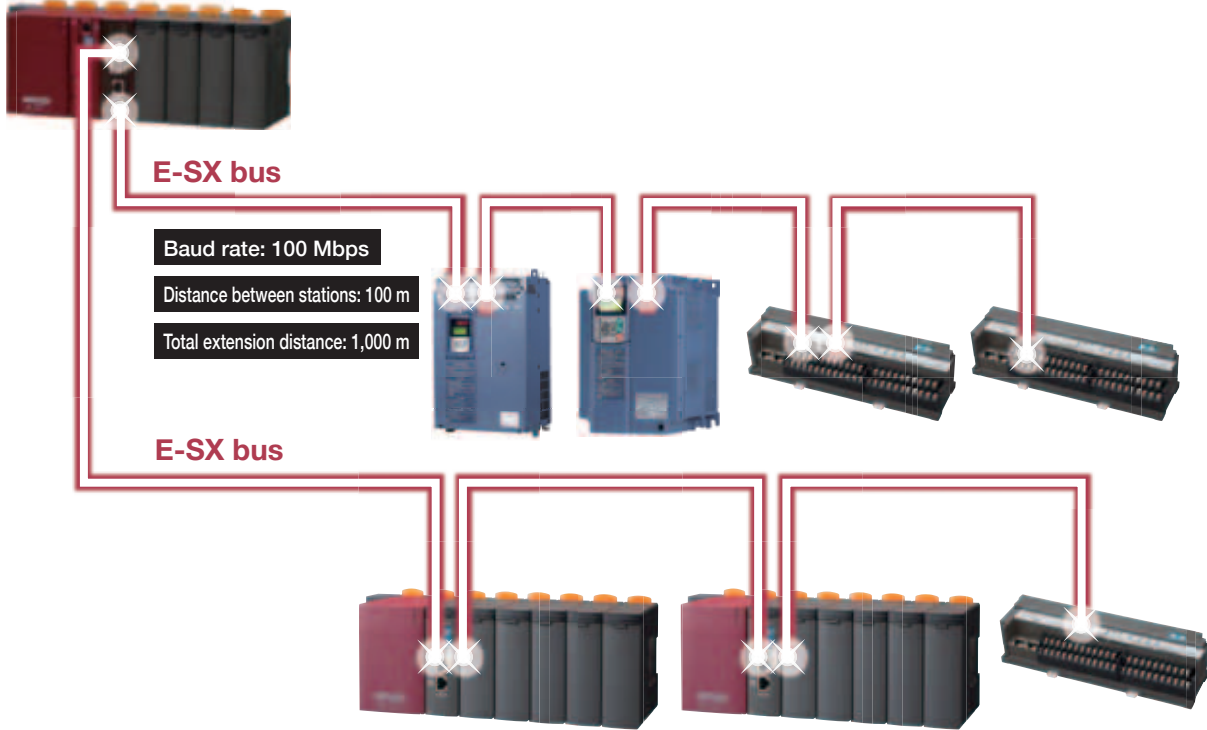 E-SX bus
Baud rate: 100 Mbps
Distance between stations: 100 m
Total extension distance: 1,000 m
E-SX bus